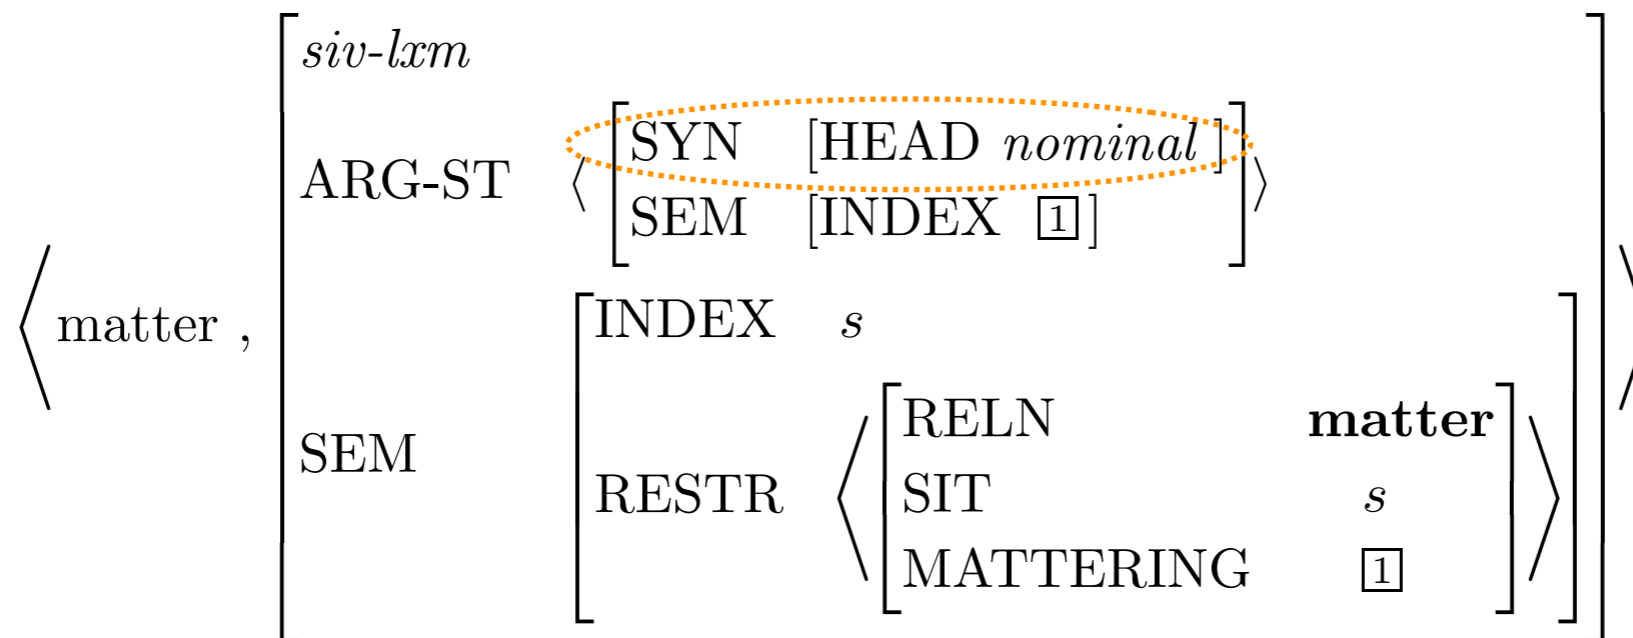 siv-lxm
SYN [HEAD nominal ]
ARG-ST ⟨ ⟩
SEM [INDEX 1 ]
INDEX s
⟨ matter , ⟩
RELN matter
SEM
RESTR ⟨ SIT s ⟩
MATTERING 1